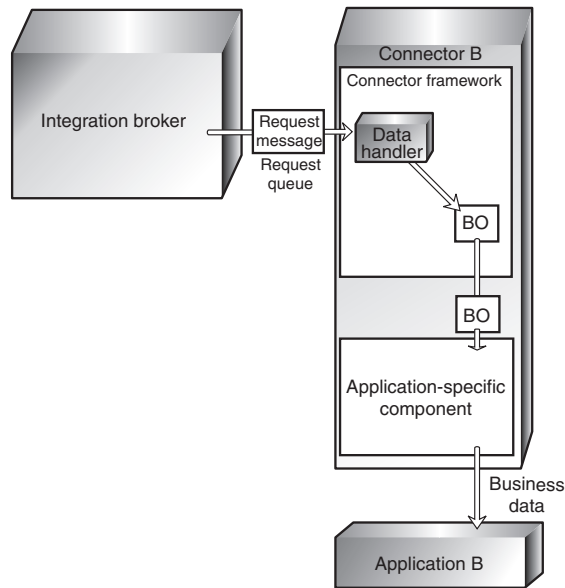 Connector B
Connector framework
Integration broker
Request
message
Request
queue
Data
handler
BO
BO
Application-specific
component
Business
data
Application B